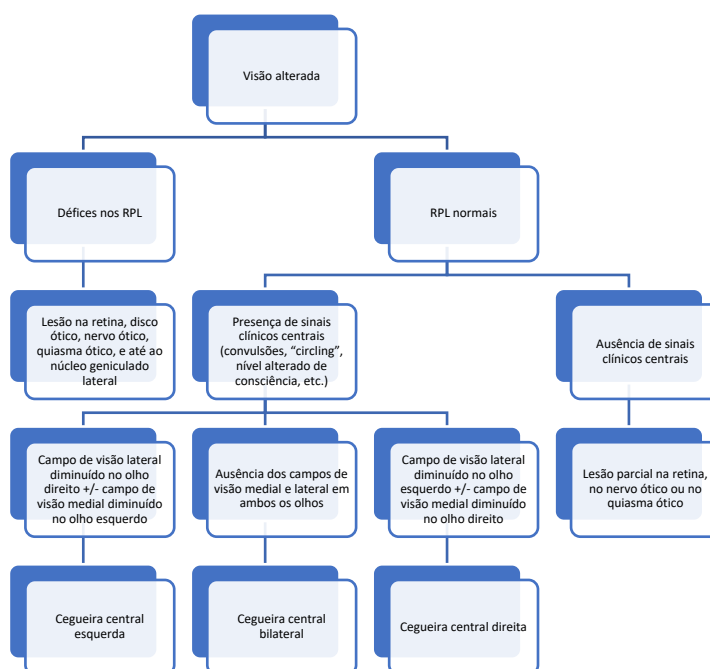 Visão alterada
Défices nos RPL
RPL normais
Lesão na retina, disco
ótico, nervo ótico,
quiasma ótico, e até ao
núcleo geniculado
lateral
Presença de sinais
clínicos centrais
(convulsões, “circling”,
nível alterado de
consciência, etc.)
Ausência de sinais
clínicos centrais
Campo de visão lateral
diminuído no olho
direito +/- campo de
visão medial diminuído
no olho esquerdo
Ausência dos campos de
visão medial e lateral em
ambos os olhos
Campo de visão lateral
diminuído no olho
esquerdo +/- campo de
visão medial diminuído
no olho direito
Lesão parcial na retina,
no nervo ótico ou no
quiasma ótico
Cegueira central
esquerda
Cegueira central
bilateral
Cegueira central direita